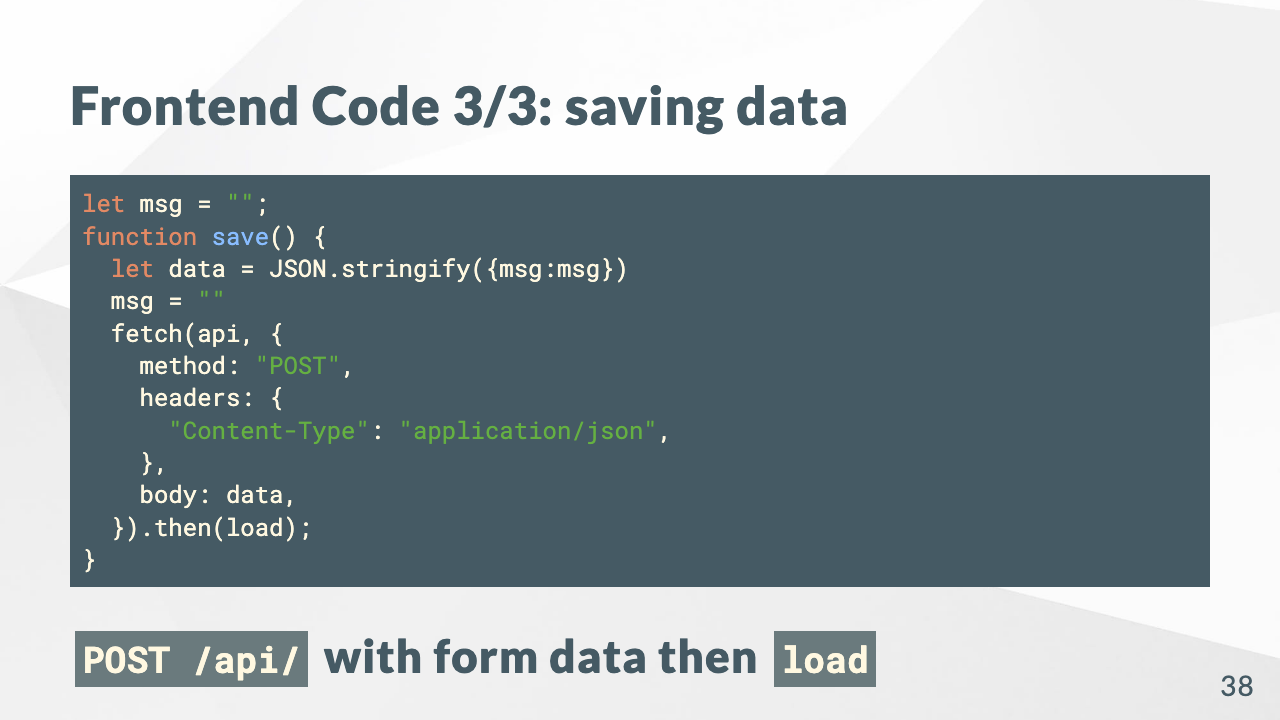 Frontend Code 3/3: saving data
let msg = "";
function save() {
  let data = JSON.stringify({msg:msg})
  msg = ""
  fetch(api, {
    method: "POST",
    headers: {
      "Content-Type": "application/json",
    },
    body: data,
  }).then(load);
}
POST /api/ with form data then load
38